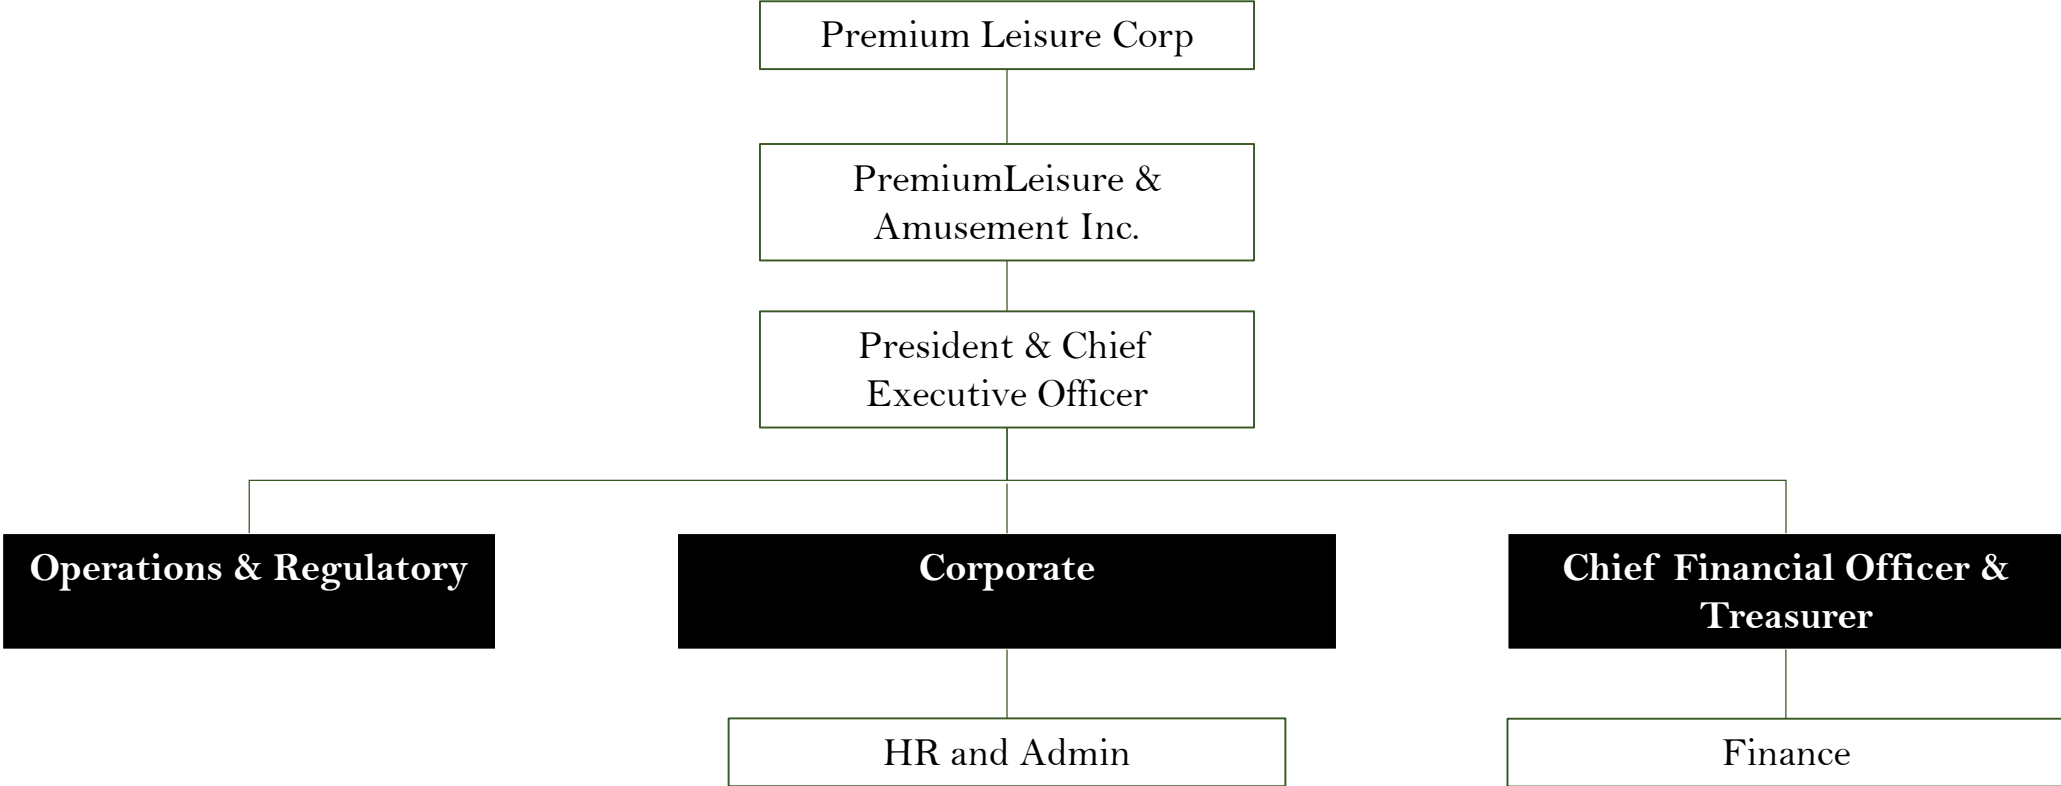 Premium Leisure Corp
PremiumLeisure &
Amusement Inc.
President & Chief
Executive Officer
Operations & Regulatory
Corporate
Chief Financial Officer &
Treasurer
HR and Admin
Finance